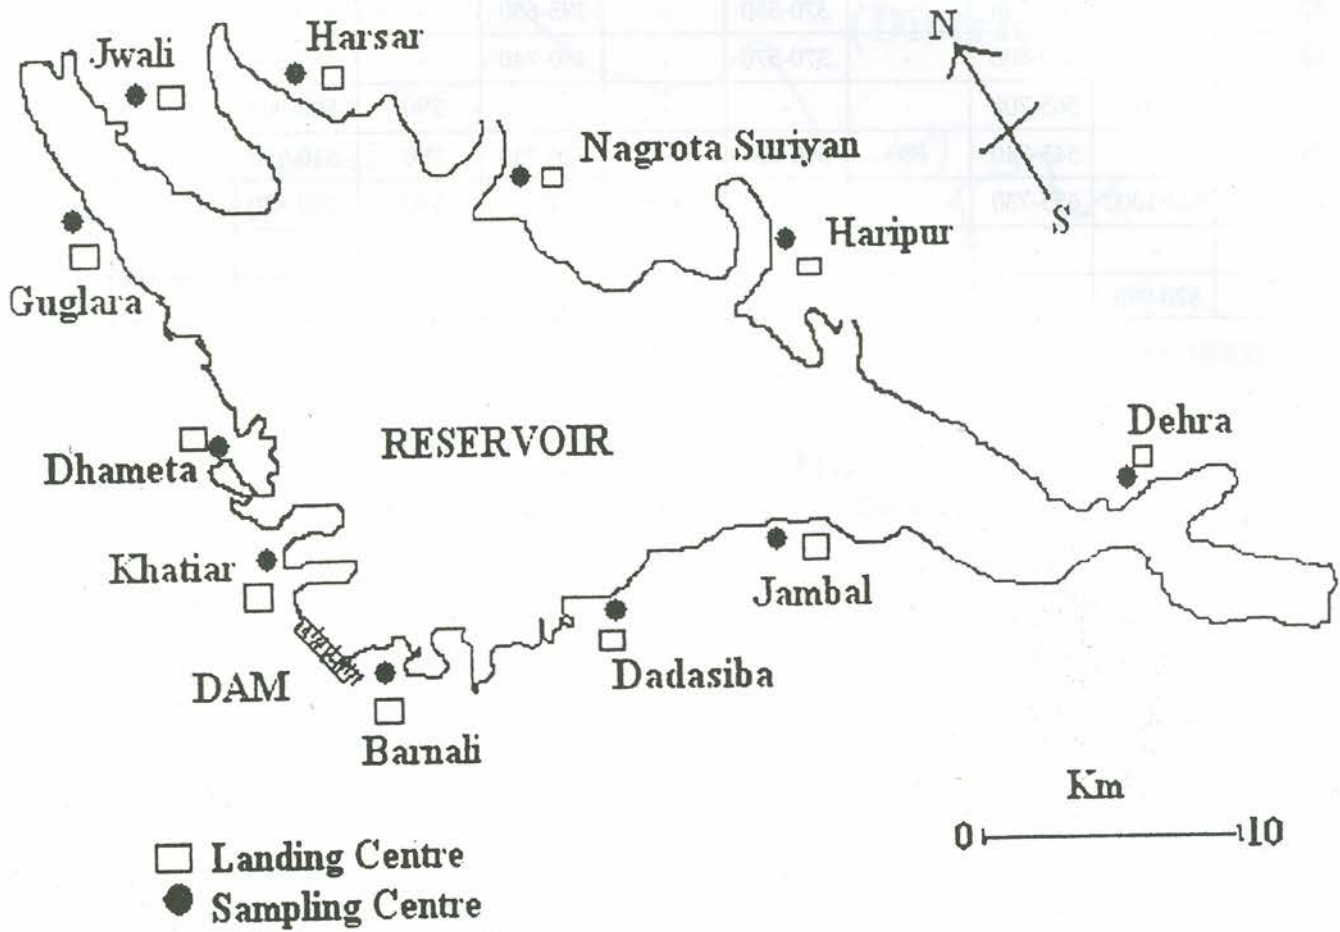 N
Harsar
Jwali
Nagrota Suriyan
S
Haripur
Guglara
Dehra
RESERVOIR
Dhameta
Khatiar
Jambal
DAM
Dadasiba
Barnali
Km
0 10
Landing Centre
Sampling Centre